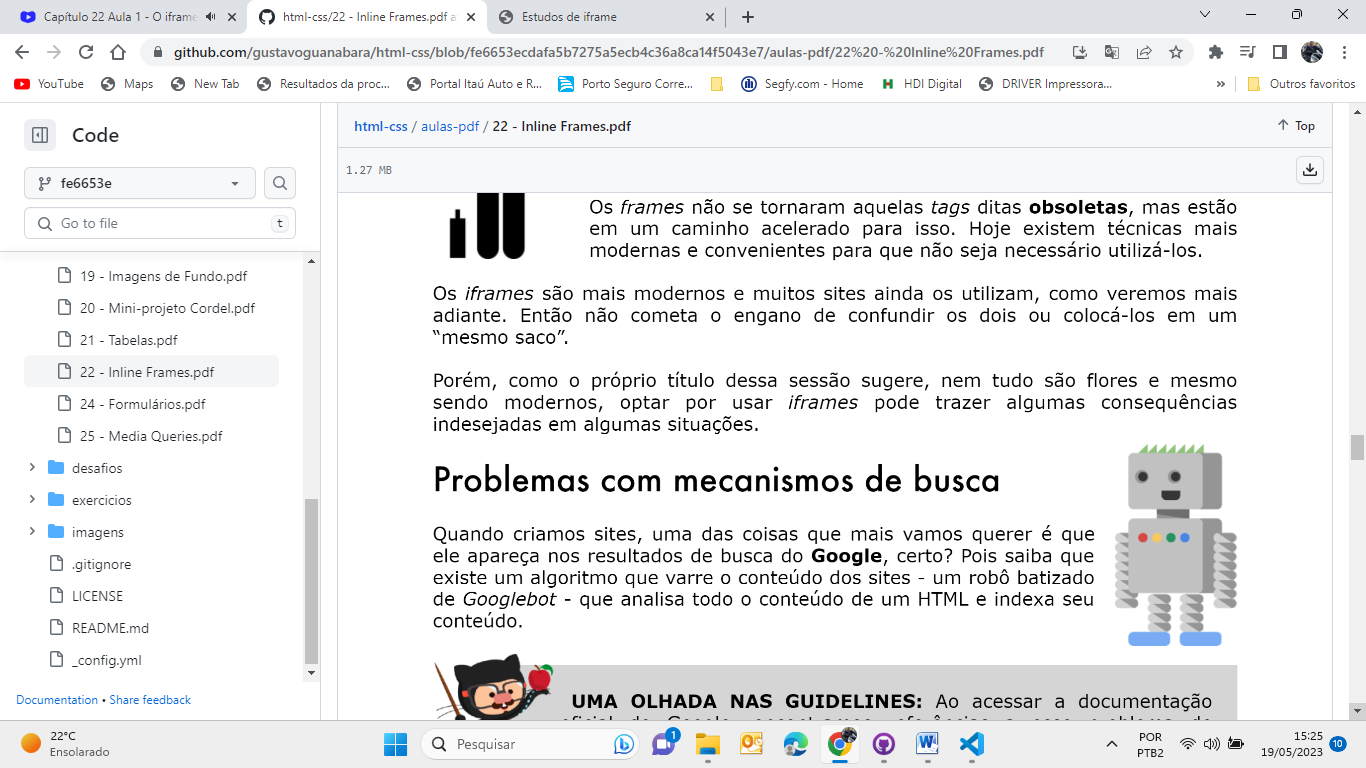 Capítulo 22 Aula 1 - O iframe
html-css/22 - Inline Frames.pdf a
Estudos de iframe
github.com/gustavoguanabara/html-css/blob/fe6653ecdafa5b7275a5ecb4c36a8ca14f5043e7/aulas-pdf/22%20-%20Inline%20Frames.pdf
YouTube
Maps
New Tab
Resultados da proc...
Portal Itaú Auto e R...
Porto Seguro Corre...
Segfy.com - Home
HDI Digital
DRIVER Impressora...
»
Outros favoritos
Code
fe6653e
Go to file
t
19 - Imagens de Fundo.pdf
20 - Mini-projeto Cordel.pdf
21 - Tabelas.pdf
22 - Inline Frames.pdf
24 - Formulários.pdf
25 - Media Queries.pdf
desafios
exercicios
imagens
.gitignore
LICENSE
README.md
_config.yml
Documentation • Share feedback
html-css / aulas-pdf / 22 - Inline Frames.pdf
Top
1.27 MB
Os frames não se tornaram aquelas tags ditas obsoletas, mas estão
em um caminho acelerado para isso. Hoje existem técnicas mais
modernas e convenientes para que não seja necessário utilizá-los.
Os iframes são mais modernos e muitos sites ainda os utilizam, como veremos mais
adiante. Então não cometa o engano de confundir os dois ou colocá-los em um
“mesmo saco”.
Porém, como o próprio título dessa sessão sugere, nem tudo são flores e mesmo
sendo modernos, optar por usar iframes pode trazer algumas consequências
indesejadas em algumas situações.
Problemas com mecanismos de busca
Quando criamos sites, uma das coisas que mais vamos querer é que
ele apareça nos resultados de busca do Google, certo? Pois saiba que
existe um algoritmo que varre o conteúdo dos sites - um robô batizado
de Googlebot - que analisa todo o conteúdo de um HTML e indexa seu
conteúdo.
UMA OLHADA NAS GUIDELINES: Ao acessar a documentação
22°C
Ensolarado
Pesquisar
1
POR
PTB2
15:25
19/05/2023
10